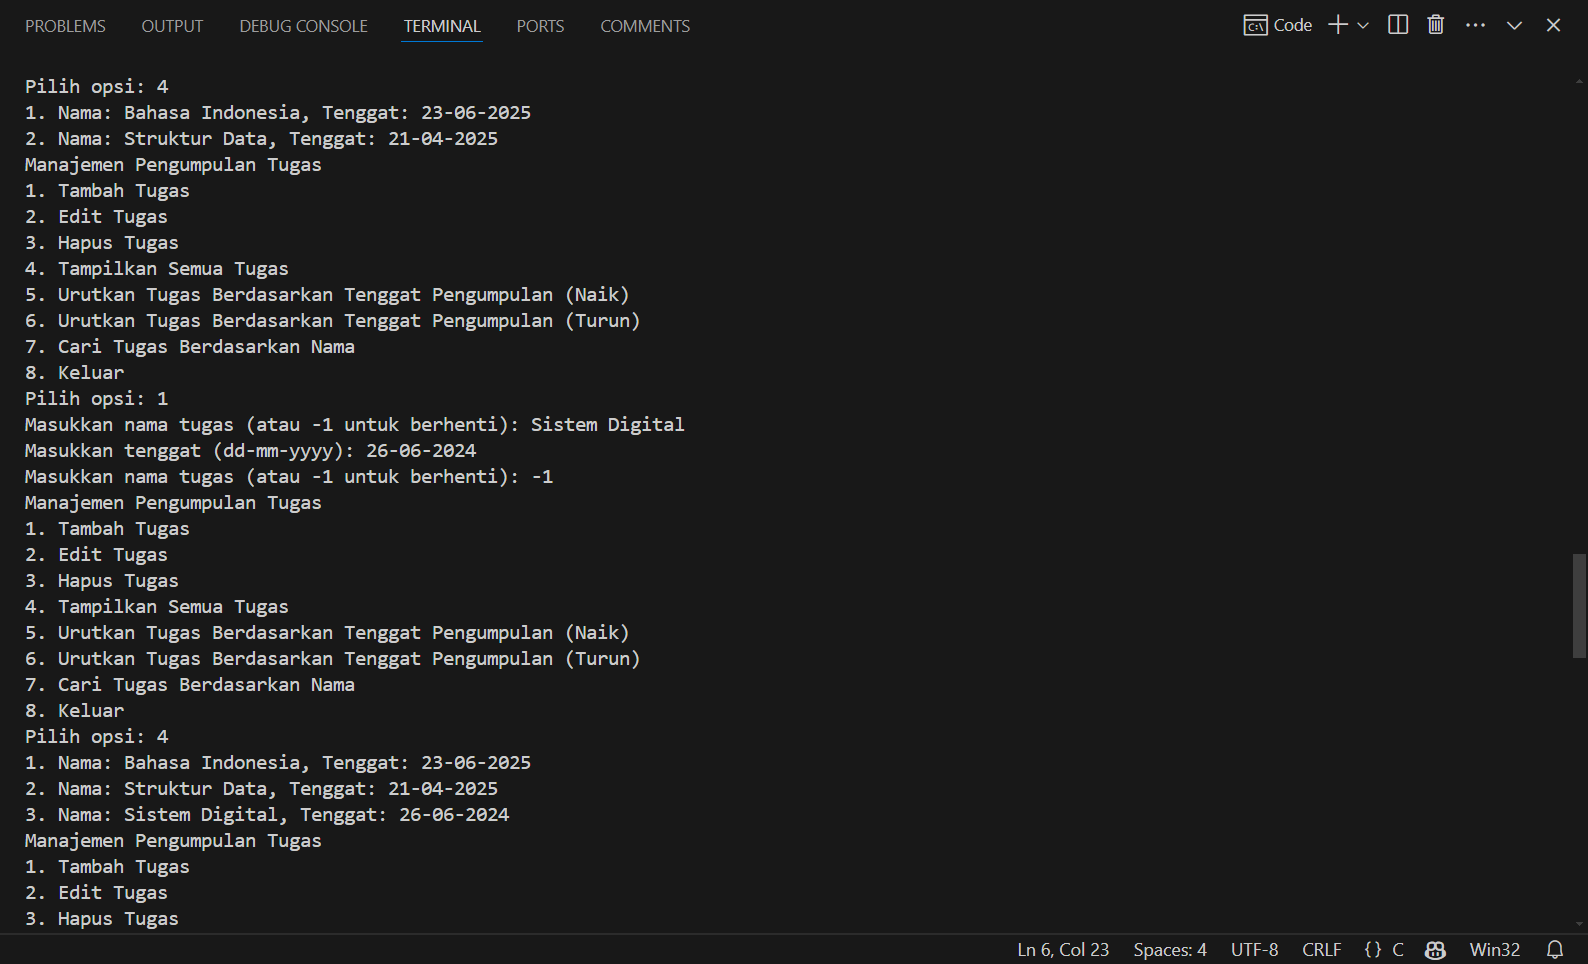 PROBLEMS OUTPUT DEBUG CONSOLE TERMINAL PORTS COMMENTS Code
Pilih opsi: 4
1. Nama: Bahasa Indonesia, Tenggat: 23-06-2025
2. Nama: Struktur Data, Tenggat: 21-04-2025
Manajemen Pengumpulan Tugas
1. Tambah Tugas
2. Edit Tugas
3. Hapus Tugas
4. Tampilkan Semua Tugas
5. Urutkan Tugas Berdasarkan Tenggat Pengumpulan (Naik)
6. Urutkan Tugas Berdasarkan Tenggat Pengumpulan (Turun)
7. Cari Tugas Berdasarkan Nama
8. Keluar
Pilih opsi: 1
Masukkan nama tugas (atau -1 untuk berhenti): Sistem Digital
Masukkan tenggat (dd-mm-yyyy): 26-06-2024
Masukkan nama tugas (atau -1 untuk berhenti): -1
Manajemen Pengumpulan Tugas
1. Tambah Tugas
2. Edit Tugas
3. Hapus Tugas
4. Tampilkan Semua Tugas
5. Urutkan Tugas Berdasarkan Tenggat Pengumpulan (Naik)
6. Urutkan Tugas Berdasarkan Tenggat Pengumpulan (Turun)
7. Cari Tugas Berdasarkan Nama
8. Keluar
Pilih opsi: 4
1. Nama: Bahasa Indonesia, Tenggat: 23-06-2025
2. Nama: Struktur Data, Tenggat: 21-04-2025
3. Nama: Sistem Digital, Tenggat: 26-06-2024
Manajemen Pengumpulan Tugas
1. Tambah Tugas
2. Edit Tugas
3. Hapus Tugas
Ln 6, Col 23 Spaces: 4 UTF-8 CRLF {} C Win32